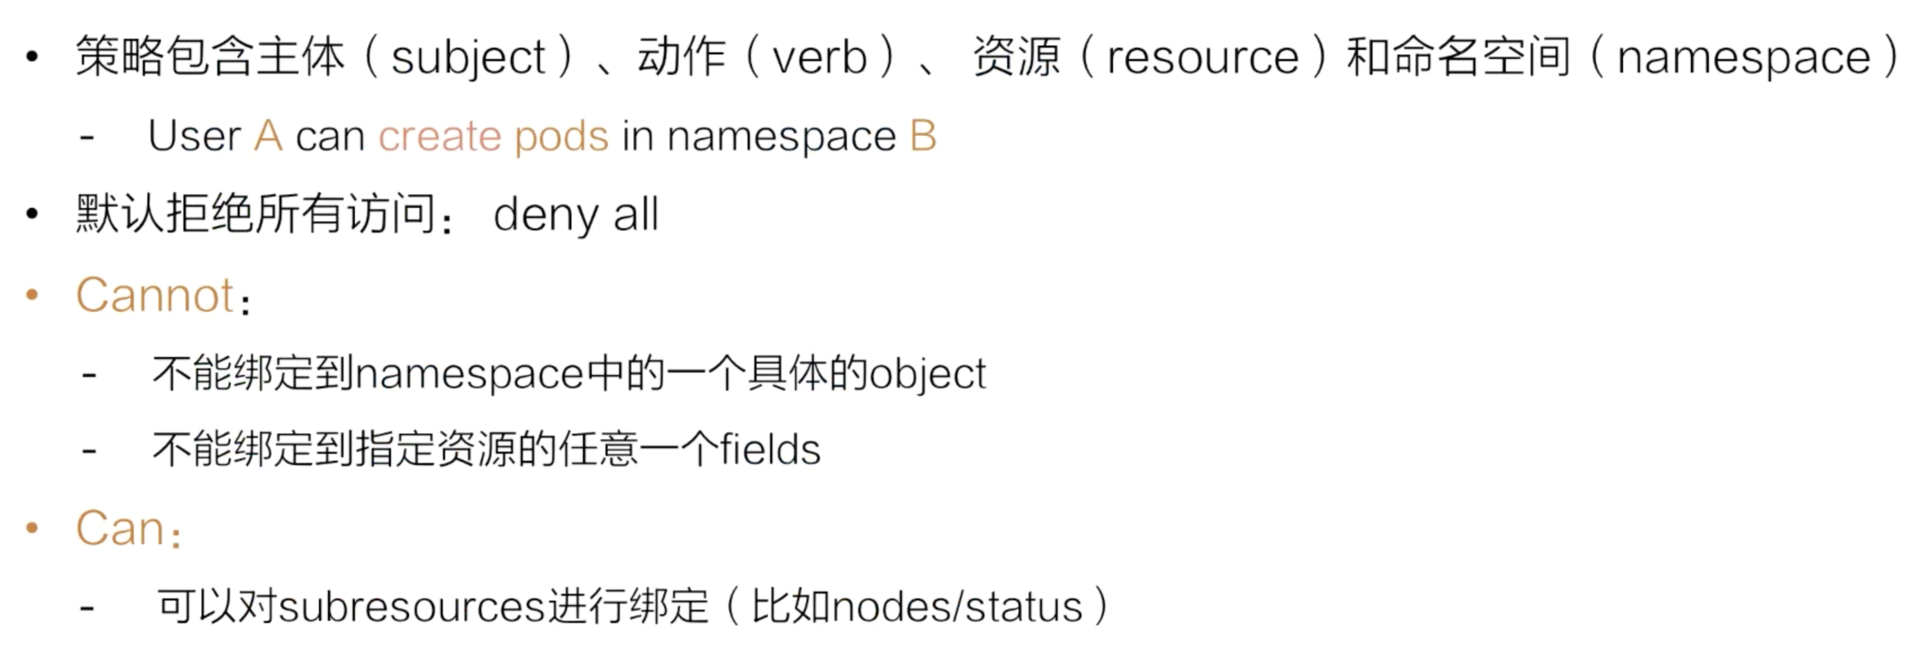 • 策略包含主体（subject）、动作（verb）、 资源（resource）和命名空间（namespace）
- User A can create pods in namespace B
• 默认拒绝所有访问： deny all
• Cannot：
- 不能绑定到namespace中的一个具体的object
- 不能绑定到指定资源的任意一个fields
• Can：
- 可以对subresources进行绑定（比如nodes/status）